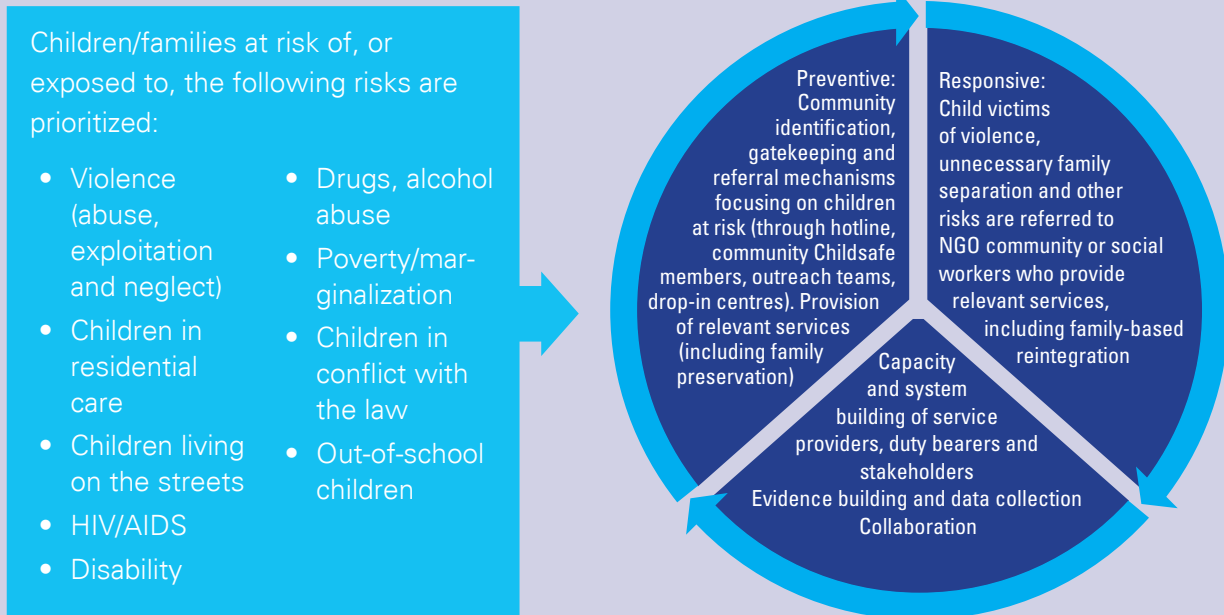 Children/families at risk of, or
exposed to, the following risks are
prioritized:
• Violence
(abuse,
exploitation
and neglect)
• Children in
residential
care
• Children living
on the streets
• HIV/AIDS
• Disability
• Drugs, alcohol
abuse
• Poverty/mar-
ginalization
• Children in
conflict with
the law
• Out-of-school
children
Preventive:
Community
identification,
gatekeeping and
referral mechanisms
focusing on children
at risk (through hotline,
community Childsafe
members, outreach teams,
drop-in centres). Provision
of relevant services
(including family
preservation)
Responsive:
Child victims
of violence,
unnecessary family
separation and other
risks are referred to
NGO community or social
workers who provide
relevant services,
including family-based
reintegration
Capacity
and system
building of service
providers, duty bearers and
stakeholders
Evidence building and data collection
Collaboration